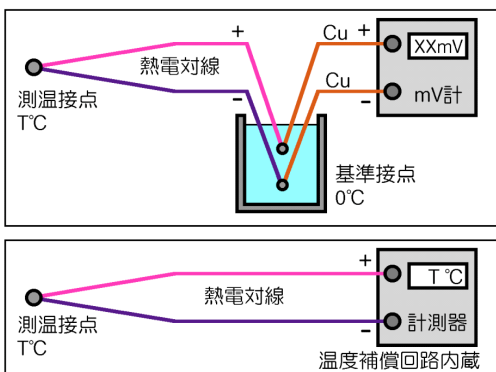 +
Cu +
XXmV
熱電対線
Cu
-
-
mV計
測温接点
T℃
基準接点
0℃
+
T ℃
熱電対線
計測器
測温接点
T℃
-
温度補償回路内蔵